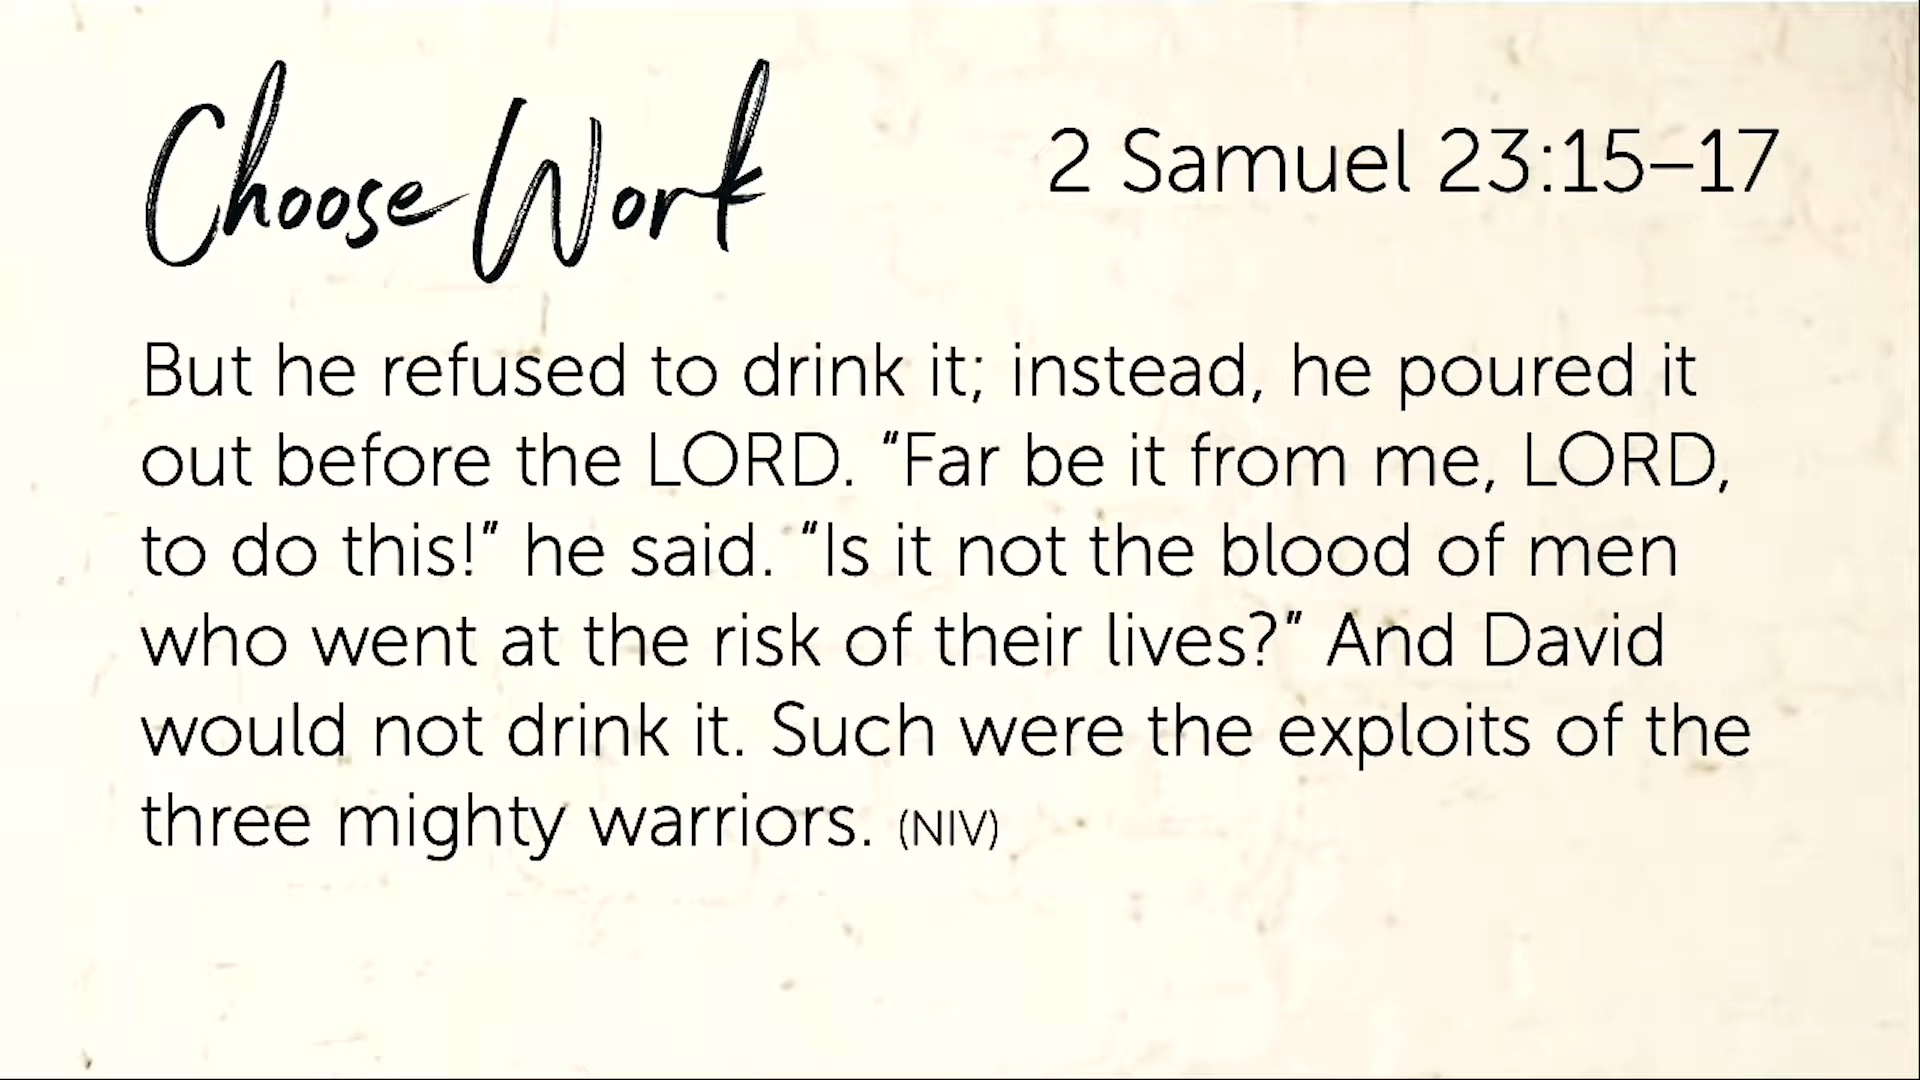 Choose Work
2 Samuel 23:15–17
But he refused to drink it; instead, he poured it
out before the LORD. “Far be it from me, LORD,
to do this!” he said. “Is it not the blood of men
who went at the risk of their lives?” And David
would not drink it. Such were the exploits of the
three mighty warriors. (NIV)